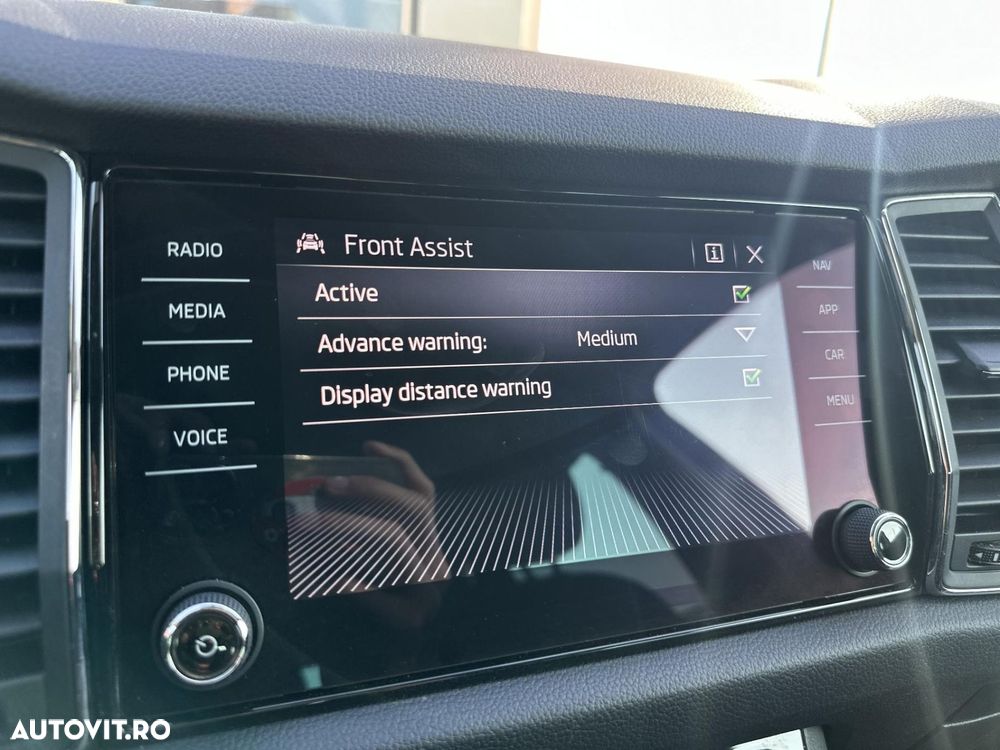 Front Assist
i
RADIO
MEDIA
PHONE
VOICE
Active
Advance warning: Medium
Display distance warning
NAV
APP
CAR
MENU
AUTOVIT.RO